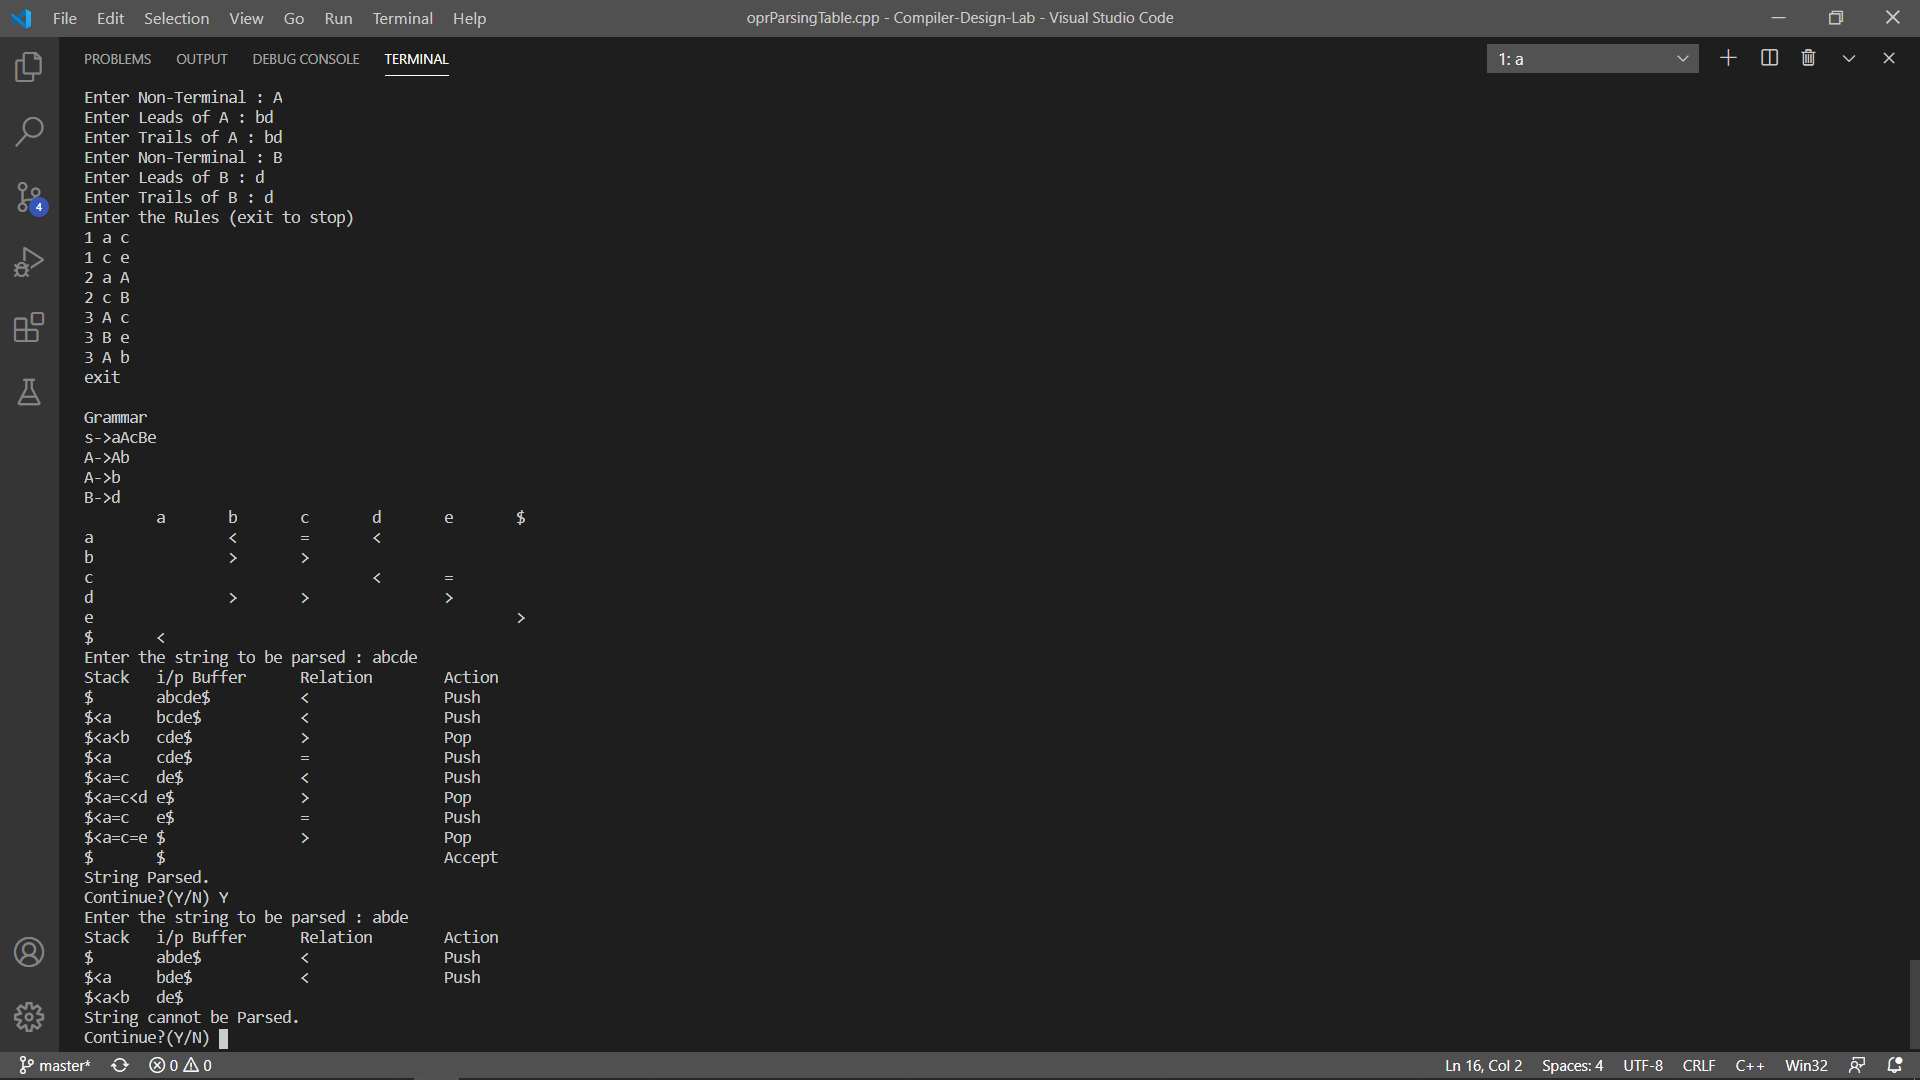 File Edit Selection View Go Run Terminal Help oprParsingTable.cpp - Compiler-Design-Lab - Visual Studio Code
PROBLEMS OUTPUT DEBUG CONSOLE TERMINAL 1: a
Enter Non-Terminal : A
Enter Leads of A : bd
Enter Trails of A : bd
Enter Non-Terminal : B
Enter Leads of B : d
Enter Trails of B : d
Enter the Rules (exit to stop)
1 a c
1 c e
2 a A
2 c B
3 A c
3 B e
3 A b
exit
Grammar
s->aAcBe
A->Ab
A->b
B->d
a b c d e $
a < = <
b > >
c < =
d > > >
e >
$ <
Enter the string to be parsed : abcde
Stack i/p Buffer Relation Action
$ abcde$ < Push
$<a bcde$ < Push
$<a<b cde$ > Pop
$<a cde$ = Push
$<a=c de$ < Push
$<a=c<d e$ > Pop
$<a=c e$ = Push
$<a=c=e $ > Pop
$ $ Accept
String Parsed.
Continue?(Y/N) Y
Enter the string to be parsed : abde
Stack i/p Buffer Relation Action
$ abde$ < Push
$<a bde$ < Push
$<a<b de$
String cannot be Parsed.
Continue?(Y/N)
4
master* 0 0 Ln 16, Col 2 Spaces: 4 UTF-8 CRLF C++ Win32